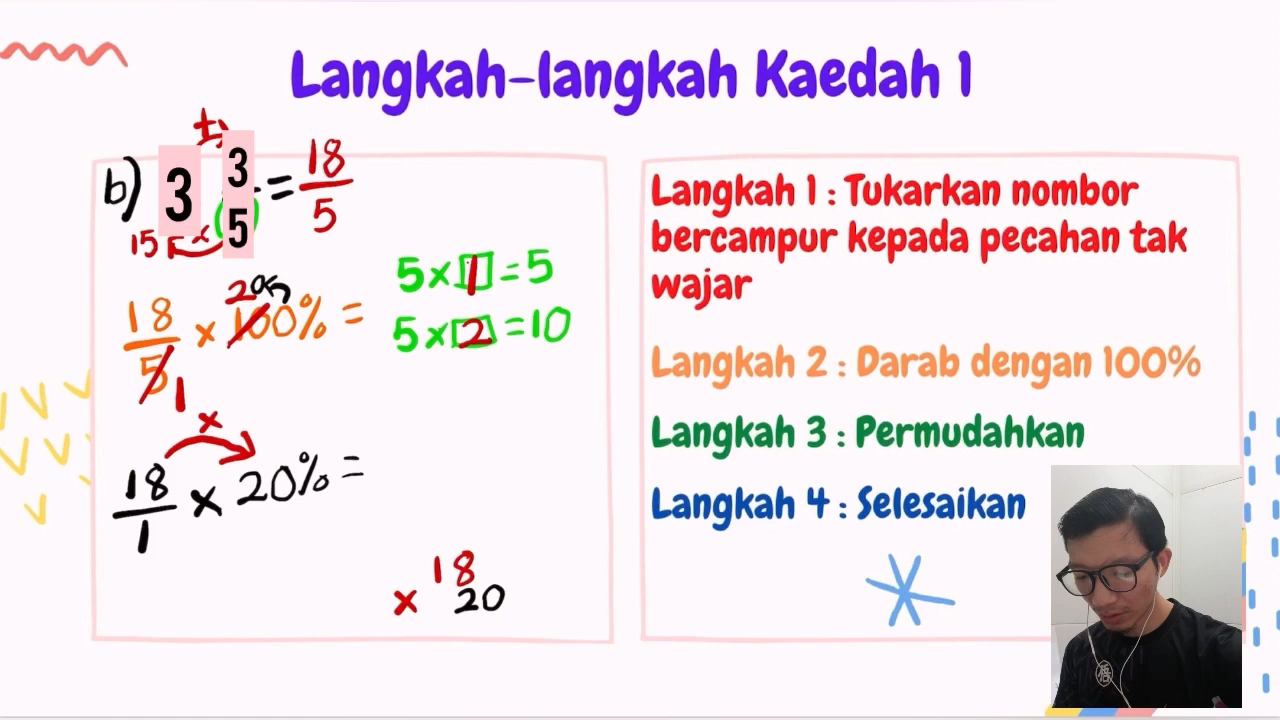 Langkah-langkah Kaedah 1
+
b) 3 3/5 = 18/5
15 ×
18/5 × 100% =
20
1
5 × 1 = 5
5 × 2 = 10
×
18/1 × 20% =
18
× 20
Langkah 1 : Tukarkan nombor
bercampur kepada pecahan tak
wajar
Langkah 2 : Darab dengan 100%
Langkah 3 : Permudahkan
Langkah 4 : Selesaikan